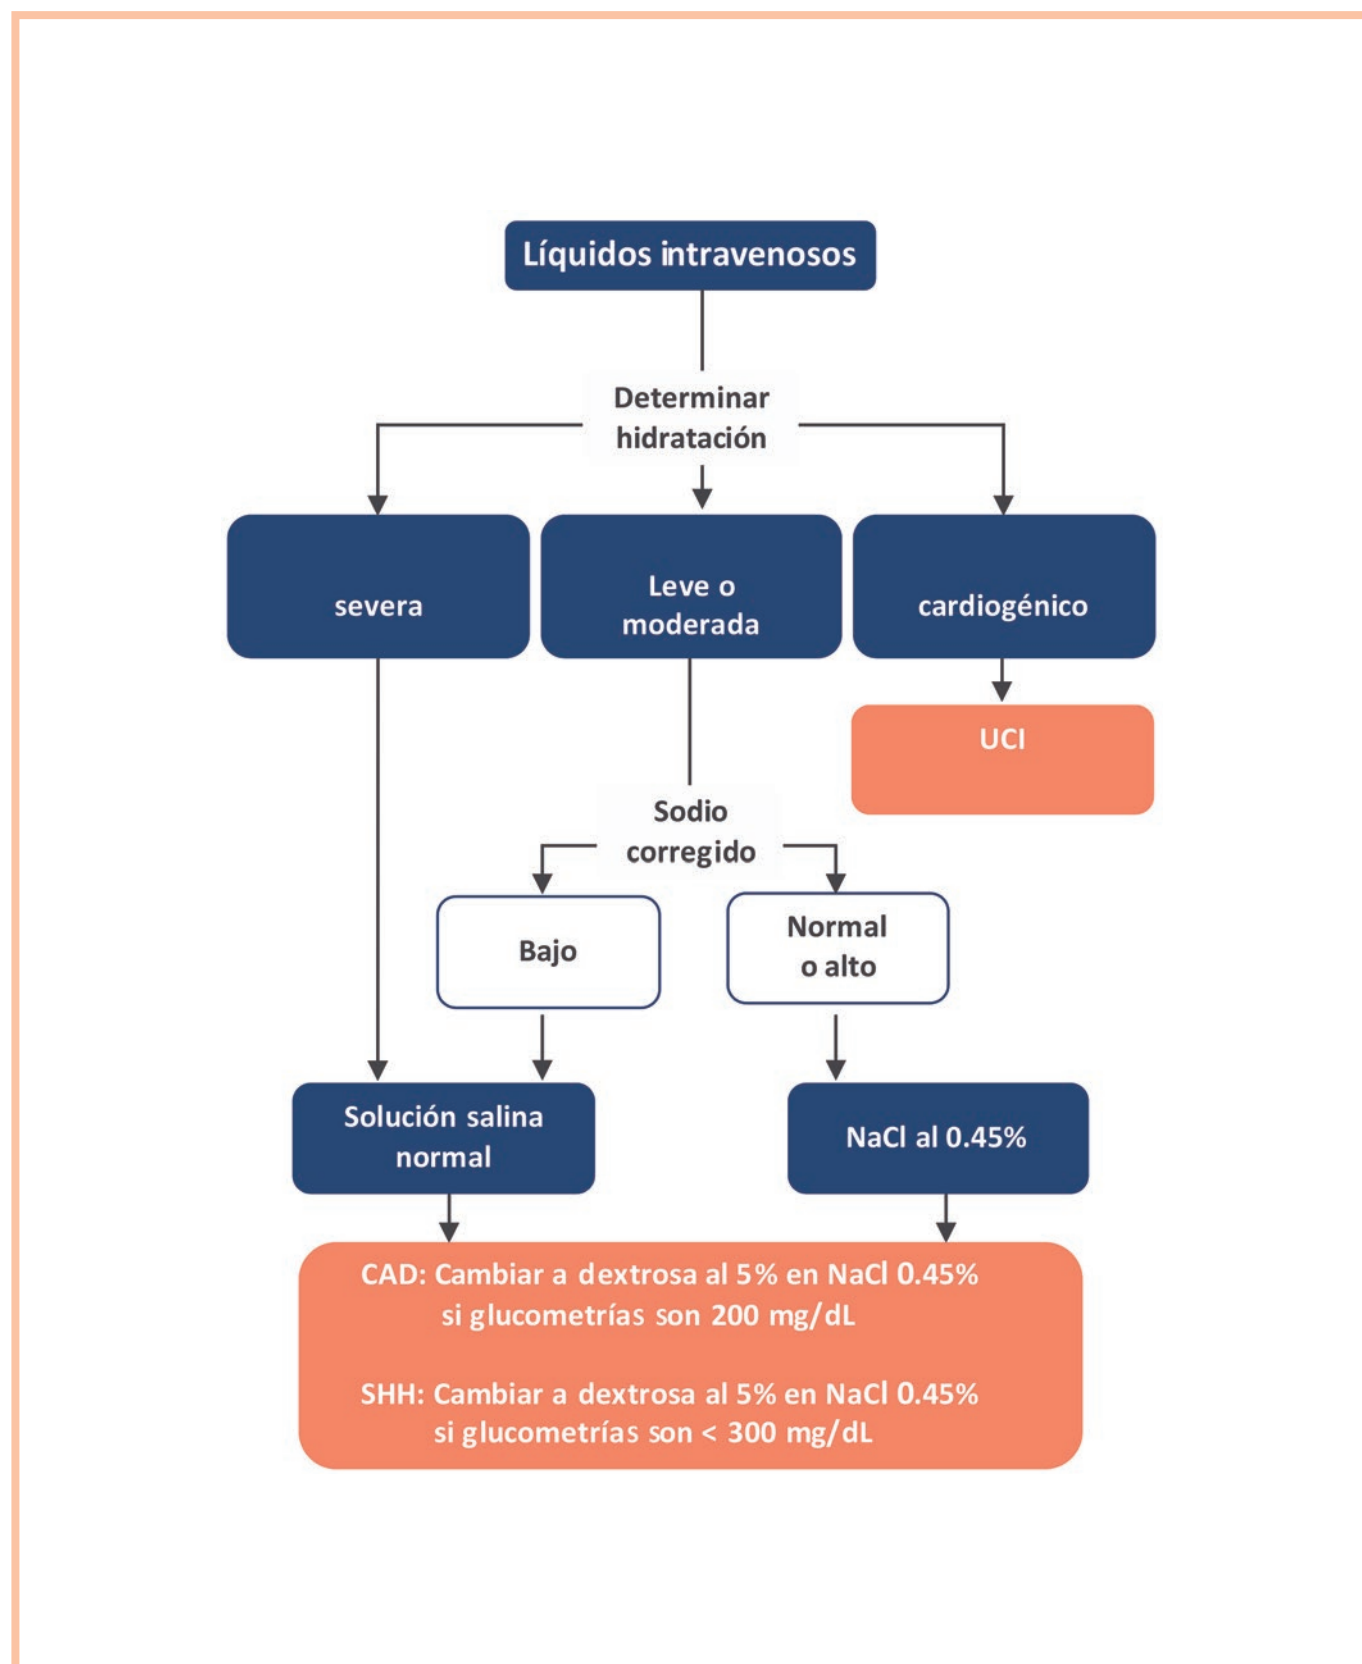 Líquidos intravenosos
Determinar
hidratación
severa
Leve o
moderada
cardiogénico
UCI
Sodio
corregido
Bajo
Normal
o alto
Solución salina
normal
NaCl al 0.45%
CAD: Cambiar a dextrosa al 5% en NaCl 0.45%
si glucometrías son 200 mg/dL
SHH: Cambiar a dextrosa al 5% en NaCl 0.45%
si glucometrías son < 300 mg/dL